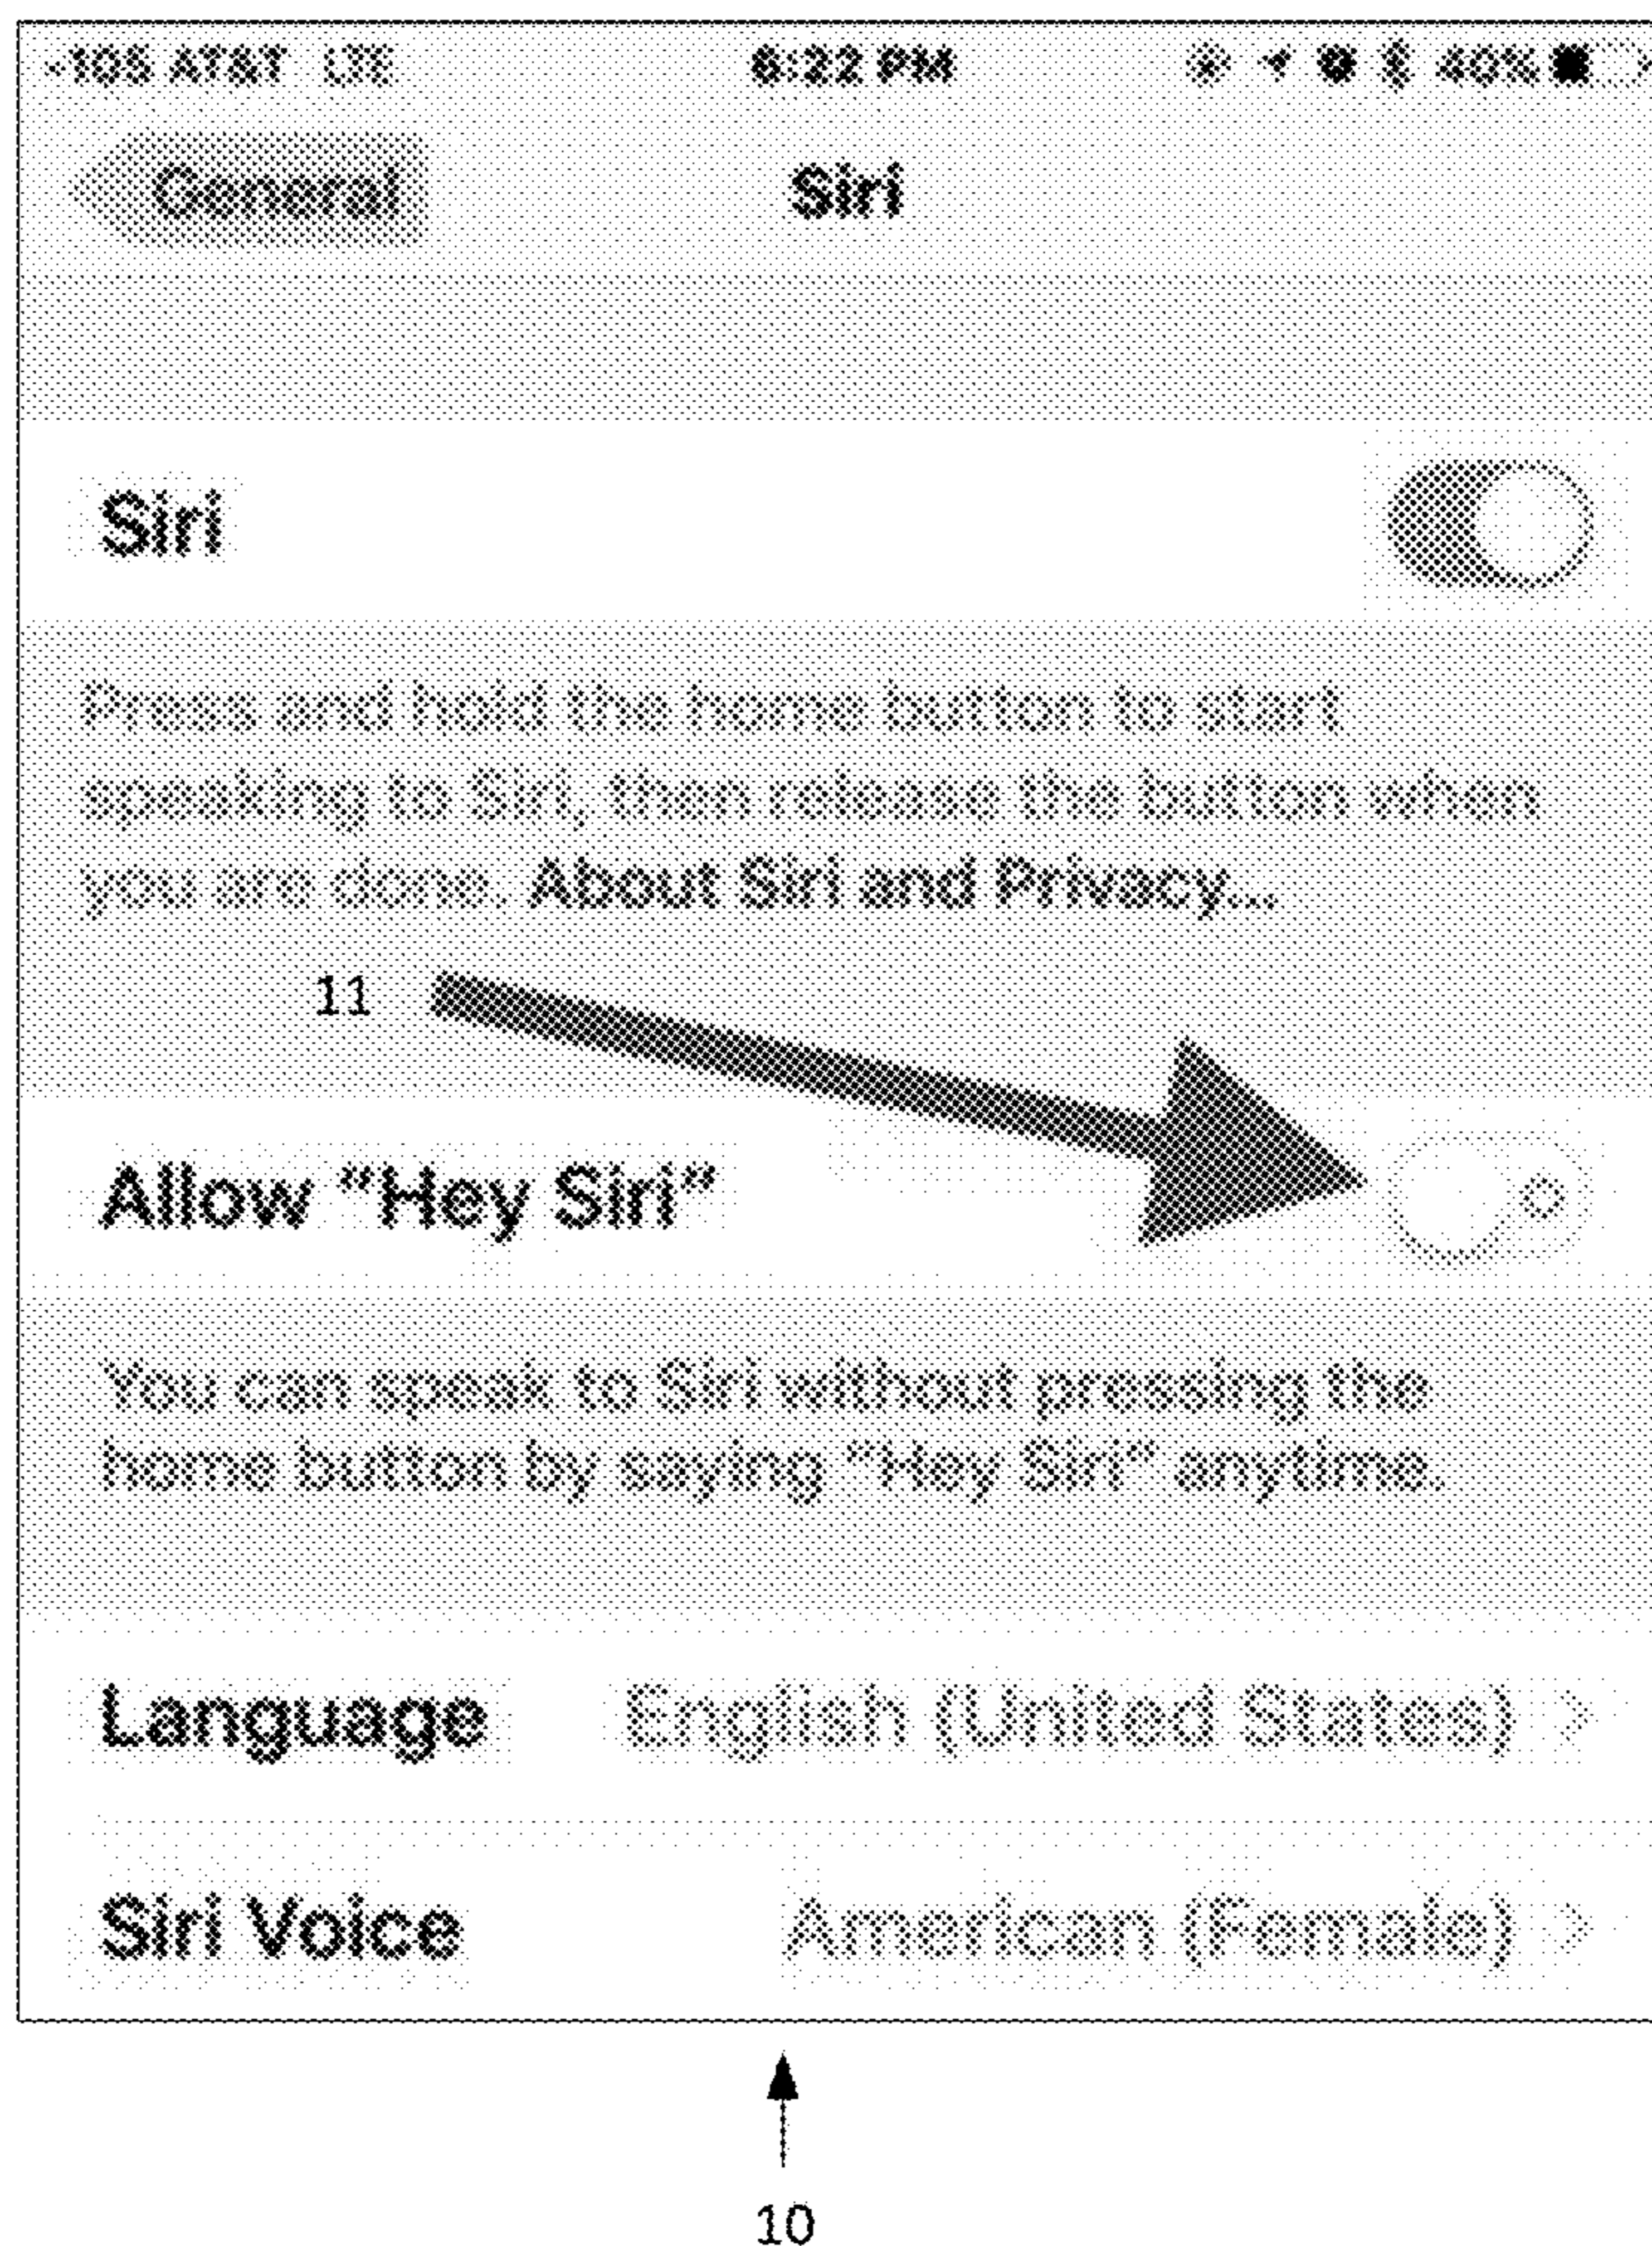 -105 AT&T LTE 6:22 PM 40%
General Siri
Siri
Press and hold the home button to start
speaking to Siri, then release the button when
you are done. About Siri and Privacy...
11
Allow "Hey Siri"
You can speak to Siri without pressing the
home button by saying "Hey Siri" anytime.
Language English (United States) >
Siri Voice American (Female) >
10